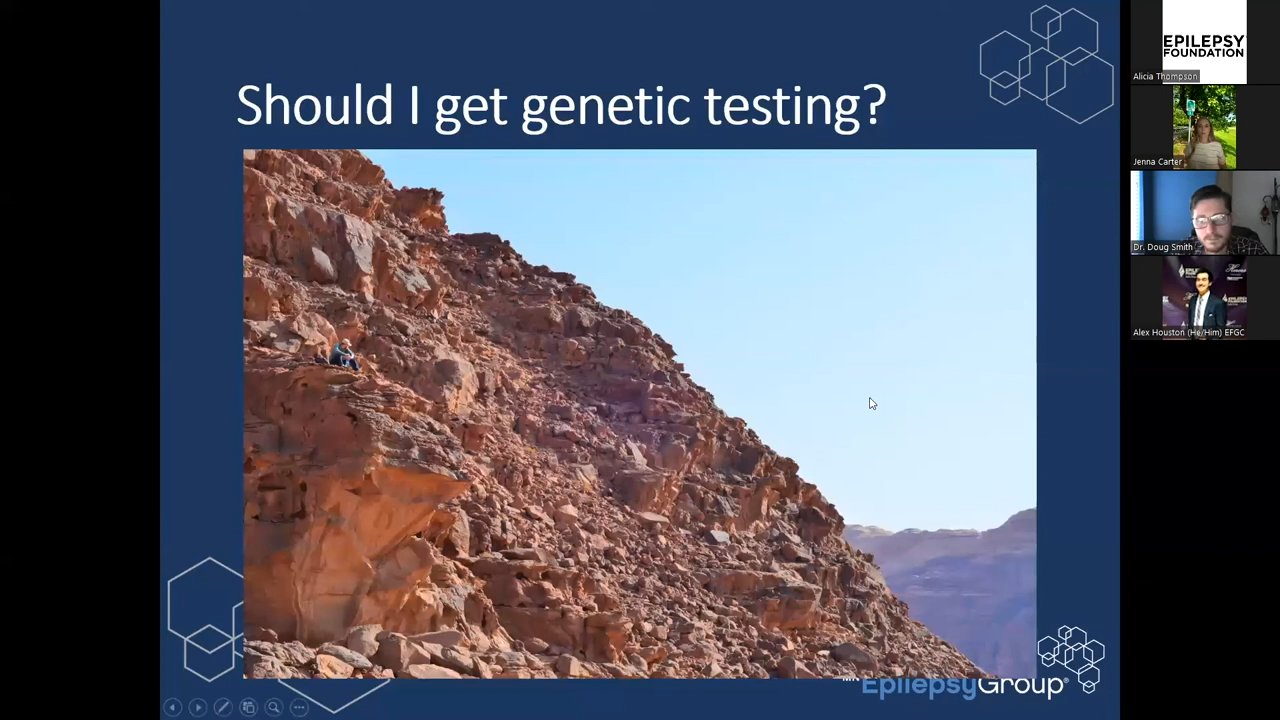 Should I get genetic testing?
EpilepsyGroup®
EPILEPSY
FOUNDATION
Alicia Thompson
Jenna Carter
Dr. Doug Smith
Alex Houston (He/Him) EFGC